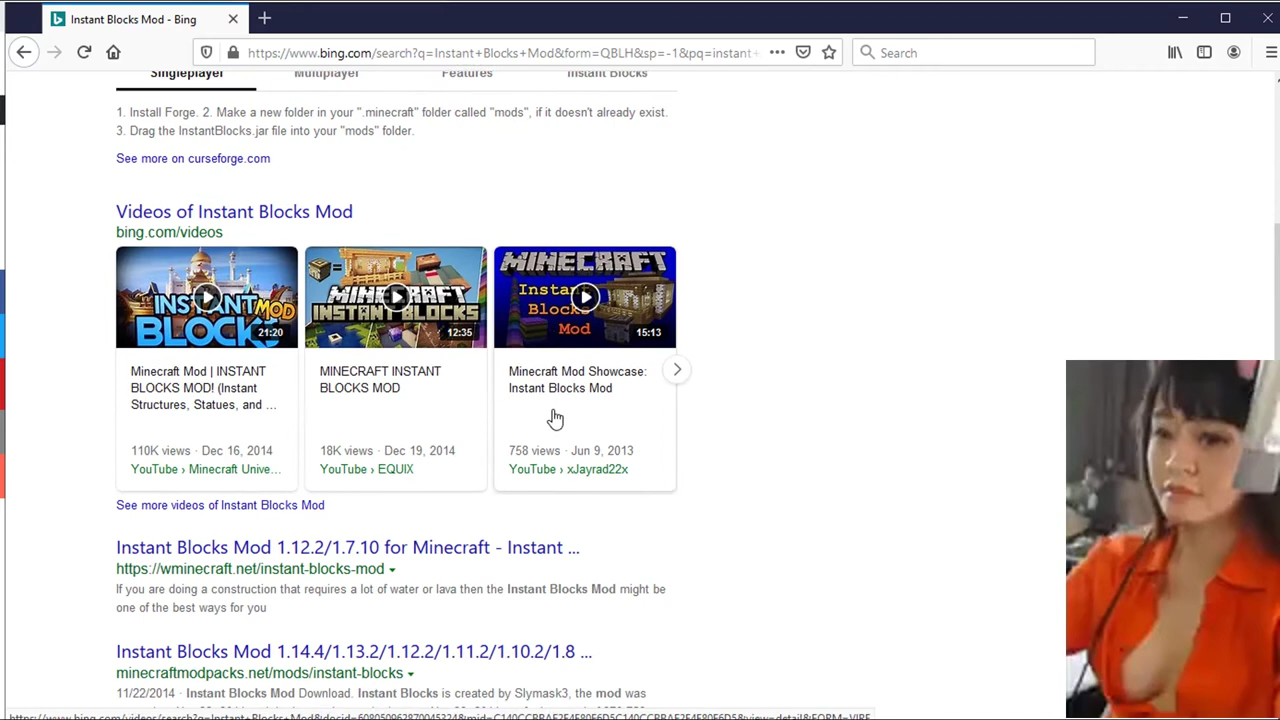 Instant Blocks Mod - Bing
https://www.bing.com/search?q=Instant+Blocks+Mod&form=QBLH&sp=-1&pq=instant+
Search
Singleplayer
Multiplayer
Features
Instant Blocks
1. Install Forge. 2. Make a new folder in your ".minecraft" folder called "mods", if it doesn't already exist.
3. Drag the InstantBlocks.jar file into your "mods" folder.
See more on curseforge.com
Videos of Instant Blocks Mod
bing.com/videos
INSTANT MOD
BLOCKS
21:20
MINECRAFT
INSTANT BLOCKS
12:35
MINECRAFT
Instant
Blocks
Mod
15:13
Minecraft Mod | INSTANT
BLOCKS MOD! (Instant
Structures, Statues, and ...
110K views · Dec 16, 2014
YouTube › Minecraft Unive...
MINECRAFT INSTANT
BLOCKS MOD
18K views · Dec 19, 2014
YouTube › EQUIX
Minecraft Mod Showcase:
Instant Blocks Mod
758 views · Jun 9, 2013
YouTube › xJayrad22x
See more videos of Instant Blocks Mod
Instant Blocks Mod 1.12.2/1.7.10 for Minecraft - Instant ...
https://wminecraft.net/instant-blocks-mod
If you are doing a construction that requires a lot of water or lava then the Instant Blocks Mod might be
one of the best ways for you
Instant Blocks Mod 1.14.4/1.13.2/1.12.2/1.11.2/1.10.2/1.8 ...
minecraftmodpacks.net/mods/instant-blocks
11/22/2014 · Instant Blocks Mod Download. Instant Blocks is created by Slymask3, the mod was